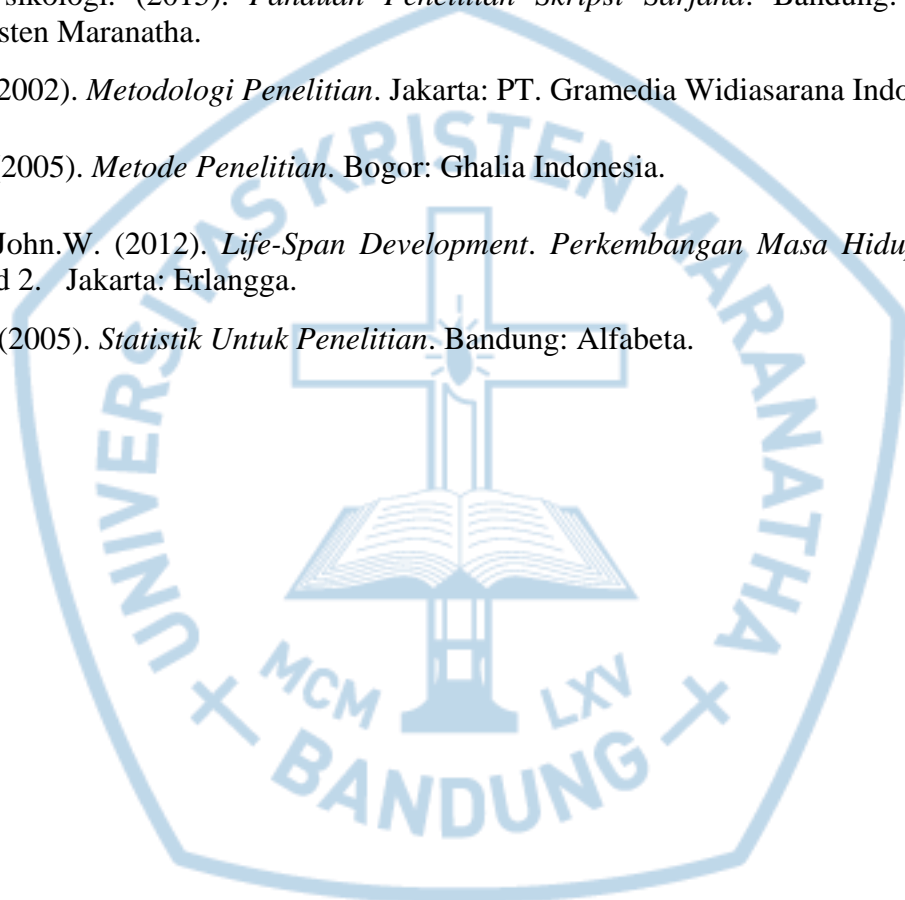 sikologi. (2015). Panduan Penelitian Skripsi Sarjana. Bandung:
sten Maranatha.
2002). Metodologi Penelitian. Jakarta: PT. Gramedia Widiasarana Indo
2005). Metode Penelitian. Bogor: Ghalia Indonesia.
John.W. (2012). Life-Span Development. Perkembangan Masa Hidup
d 2. Jakarta: Erlangga.
(2005). Statistik Untuk Penelitian. Bandung: Alfabeta.
UNIVERSITAS KRISTEN MARANATHA
MCM LXV
BANDUNG